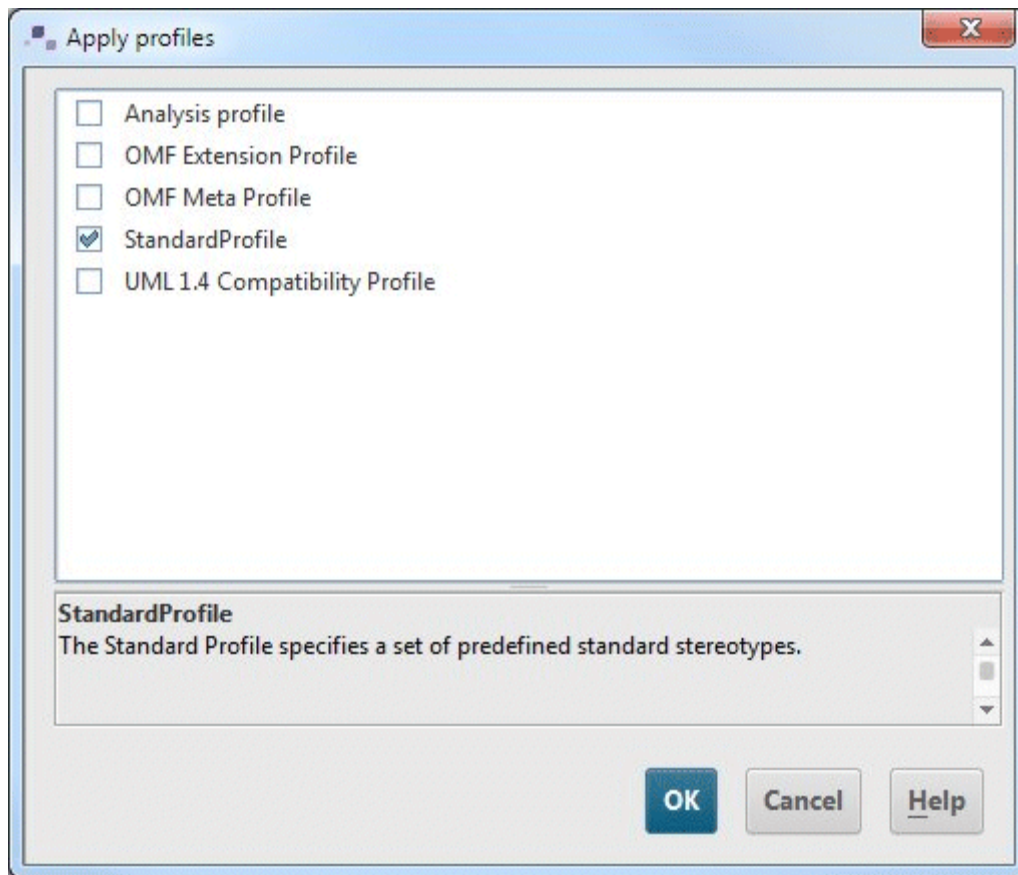 Apply profiles
Analysis profile
OMF Extension Profile
OMF Meta Profile
StandardProfile
UML 1.4 Compatibility Profile
StandardProfile
The Standard Profile specifies a set of predefined standard stereotypes.
OK Cancel Help